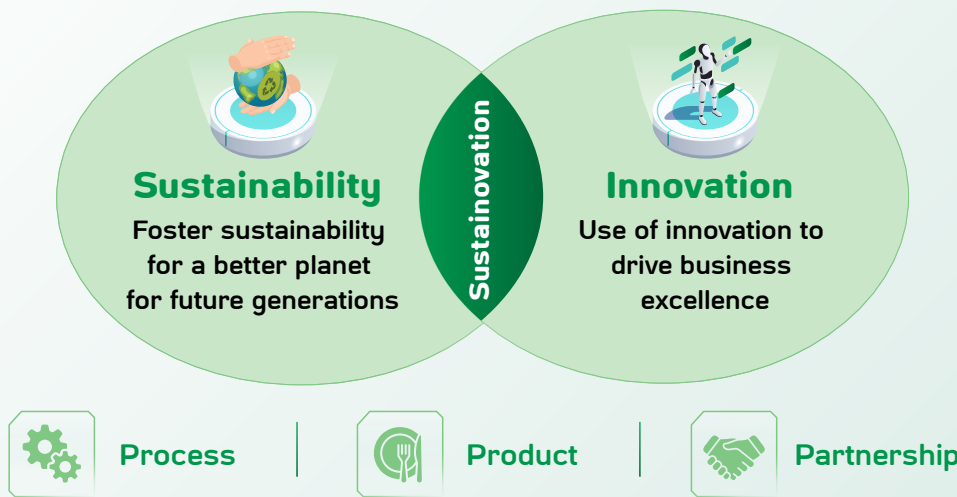 Sustainability
Foster sustainability
for a better planet
for future generations
Sustainovation
Innovation
Use of innovation to
drive business
excellence
Process
Product
Partnership